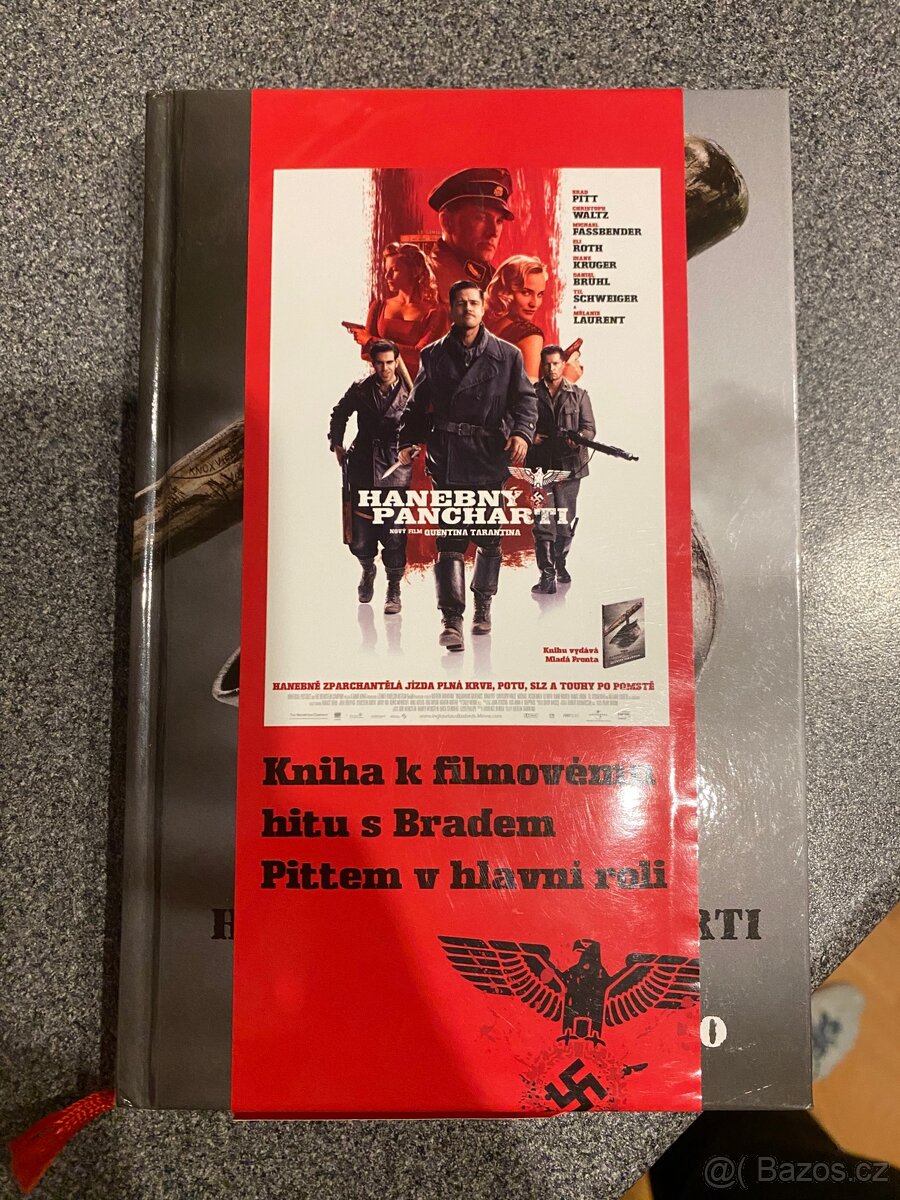 BRAD
PITT
CHRISTOPH
WALTZ
MICHAEL
FASSBENDER
ELI
ROTH
DIANE
KRUGER
DANIEL
BRÜHL
TIL
SCHWEIGER
A
MÉLANIE
LAURENT
KNOXV
HANEBNÝ
PANCHARTI
NOVÝ FILM QUENTINA TARANTINA
Knihu vydává
Mladá Fronta
HANEBNĚ ZPARCHANTĚLÁ JÍZDA PLNÁ KRVE, POTU, SLZ A TOUHY PO POMSTĚ
Kniha k filmovému
hitu s Bradem
Pittem v hlavní roli
H RTI
O
@( Bazos.cz